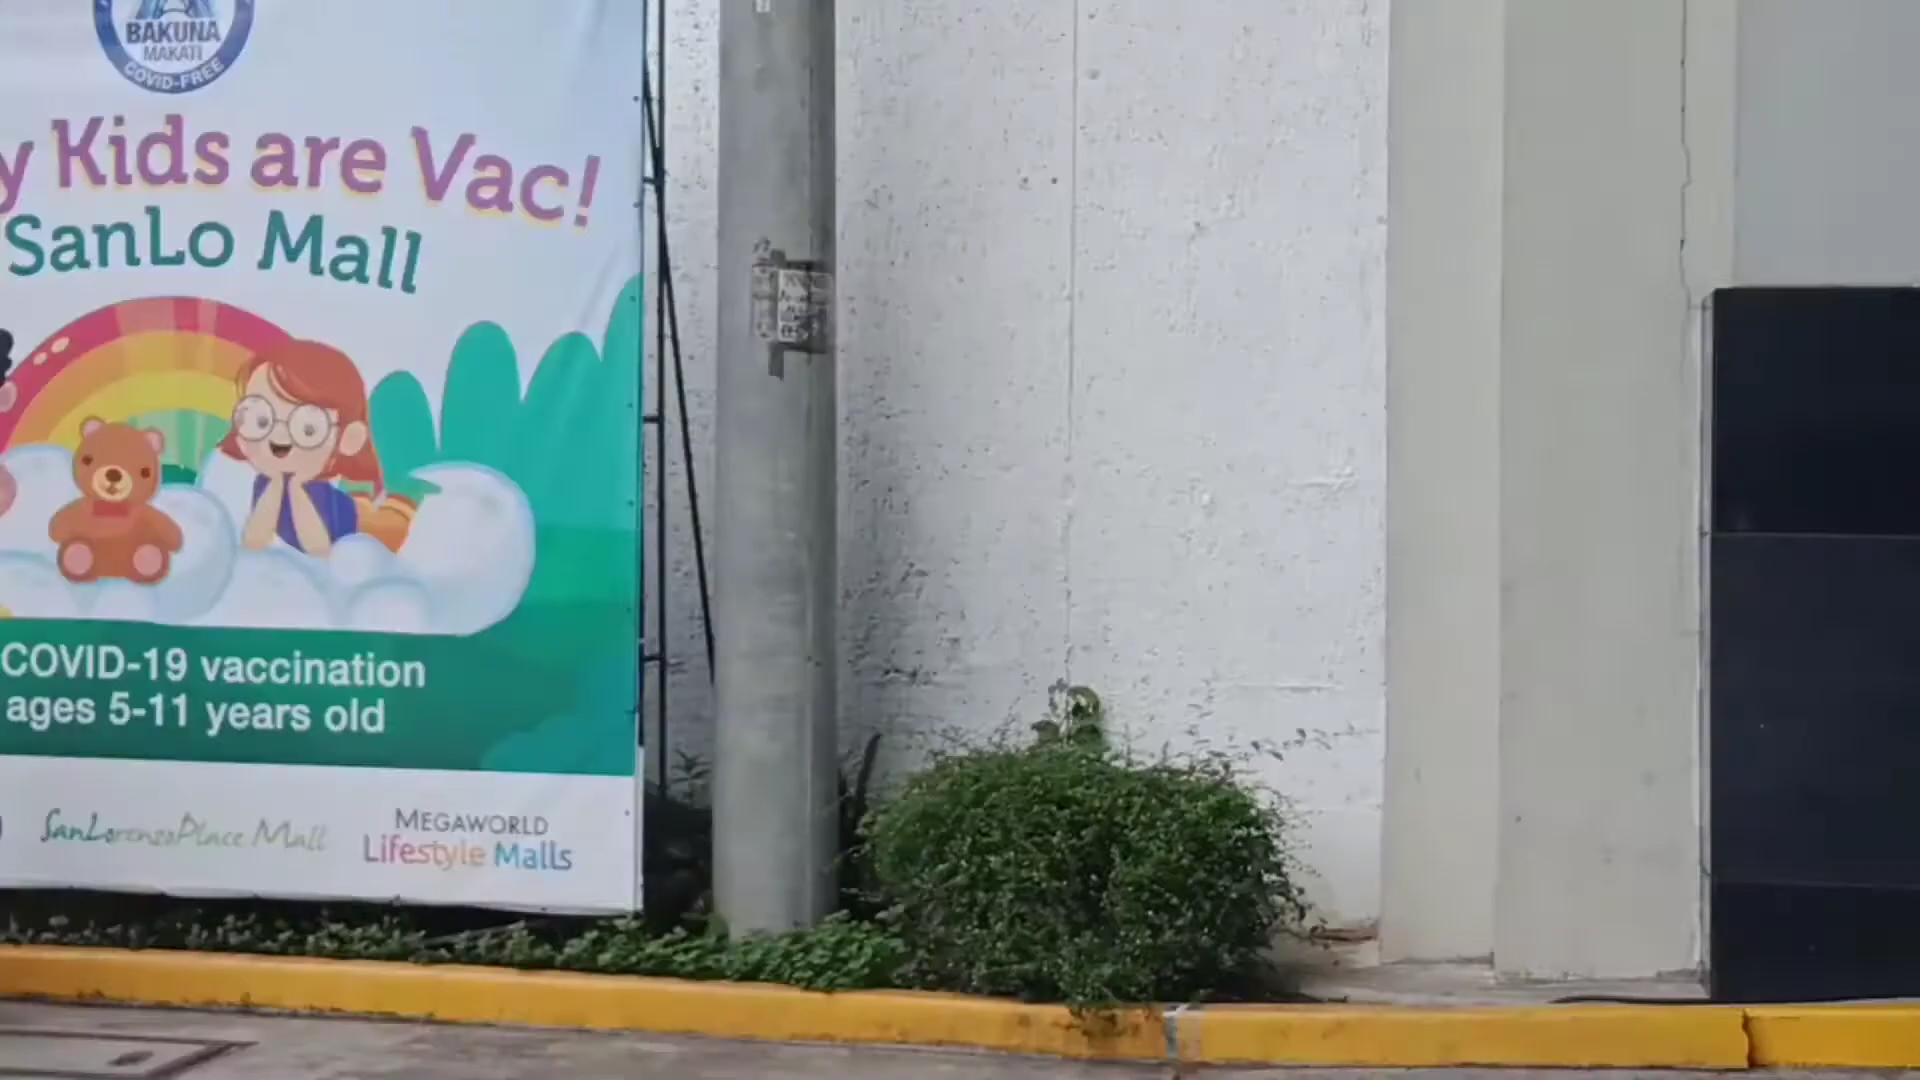 BAKUNA
MAKATI
COVID-FREE
y Kids are Vac!
SanLo Mall
COVID-19 vaccination
ages 5-11 years old
SanLorenzoPlace Mall
MEGAWORLD
Lifestyle Malls